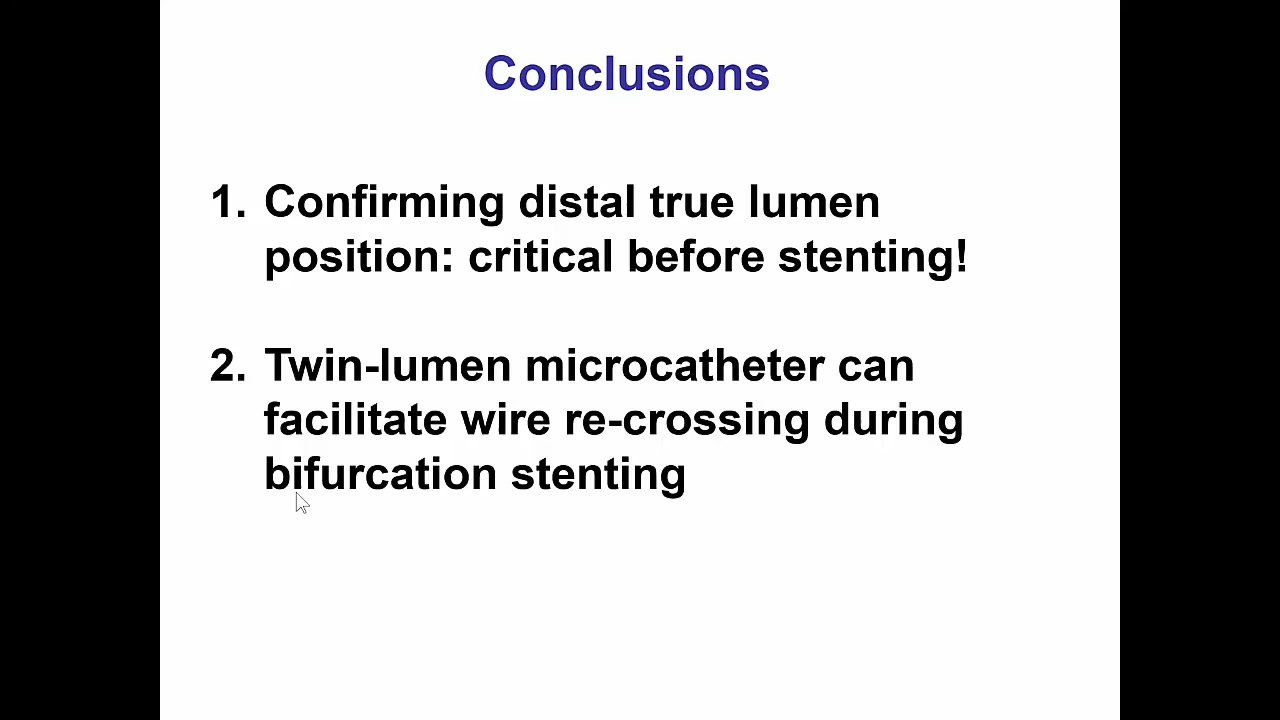 Conclusions
1. Confirming distal true lumen
position: critical before stenting!
2. Twin-lumen microcatheter can
facilitate wire re-crossing during
bifurcation stenting